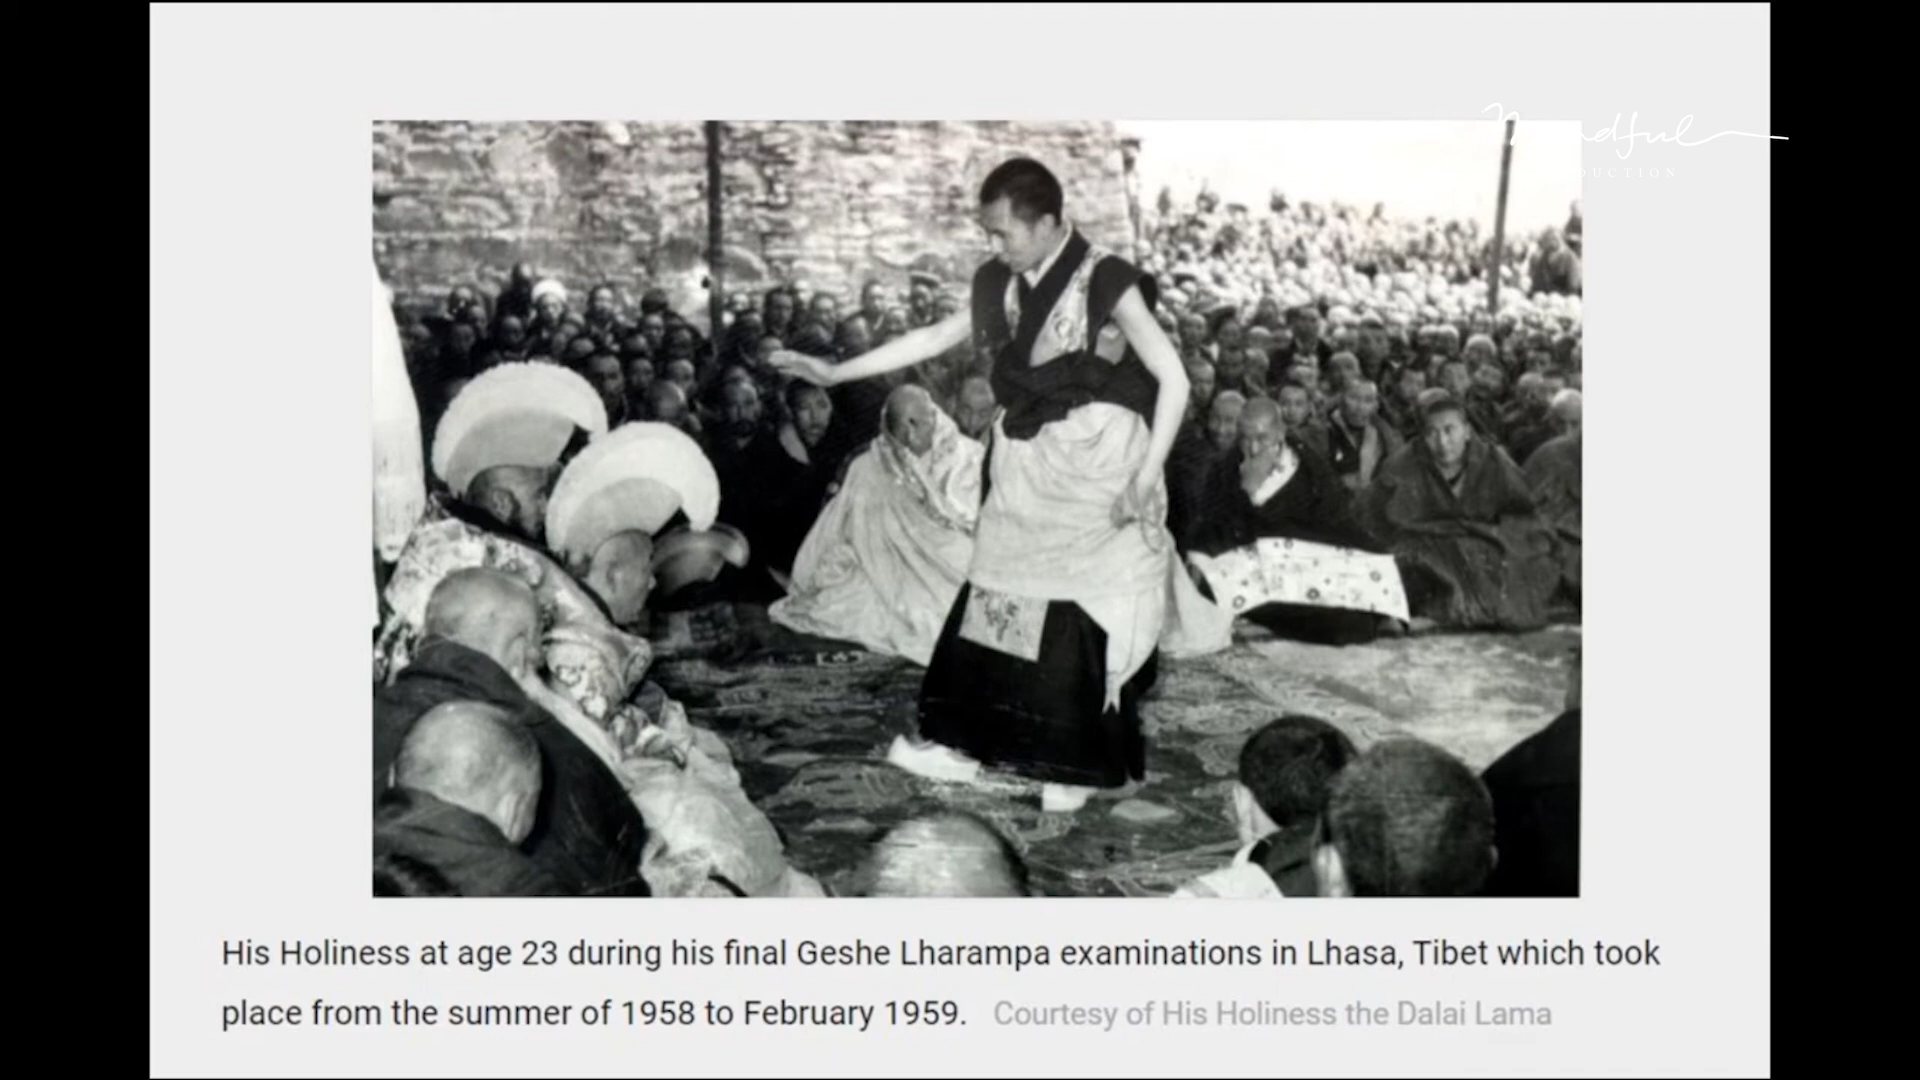 Mindful
His Holiness at age 23 during his final Geshe Lharampa examinations in Lhasa, Tibet which took
place from the summer of 1958 to February 1959. Courtesy of His Holiness the Dalai Lama